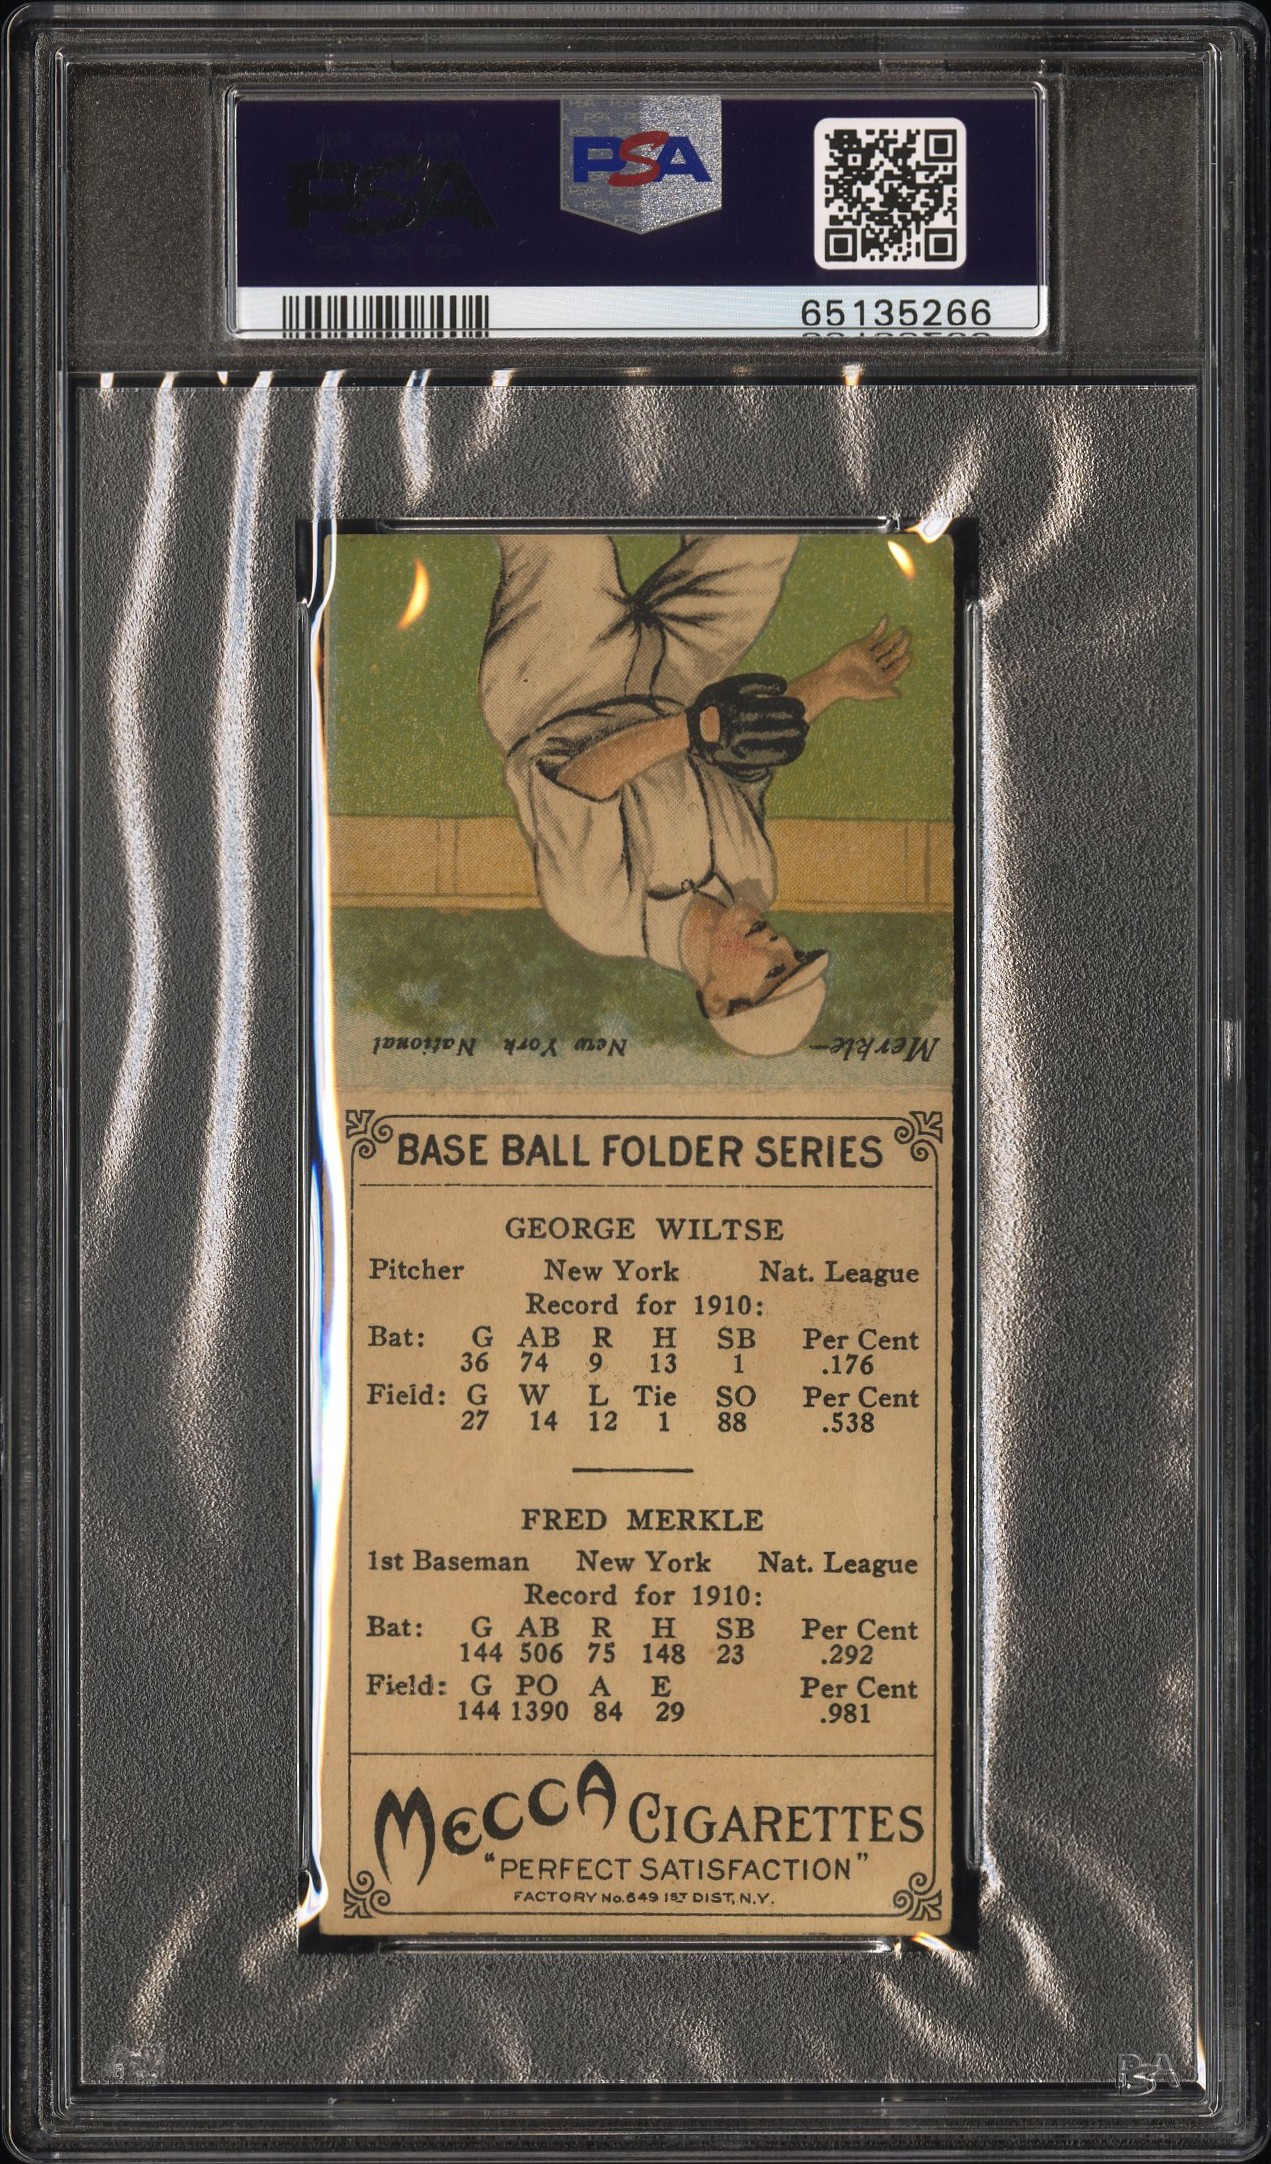 PSA
PSA
65135266
Merkle— New York National
BASE BALL FOLDER SERIES
GEORGE WILTSE
Pitcher New York Nat. League
Record for 1910:
Bat: G AB R H SB Per Cent
36 74 9 13 1 .176
Field: G W L Tie SO Per Cent
27 14 12 1 88 .538
FRED MERKLE
1st Baseman New York Nat. League
Record for 1910:
Bat: G AB R H SB Per Cent
144 506 75 148 23 .292
Field: G PO A E Per Cent
144 1390 84 29 .981
MECCA CIGARETTES
"PERFECT SATISFACTION"
FACTORY No. 649 1ST DIST, N.Y.
PSA